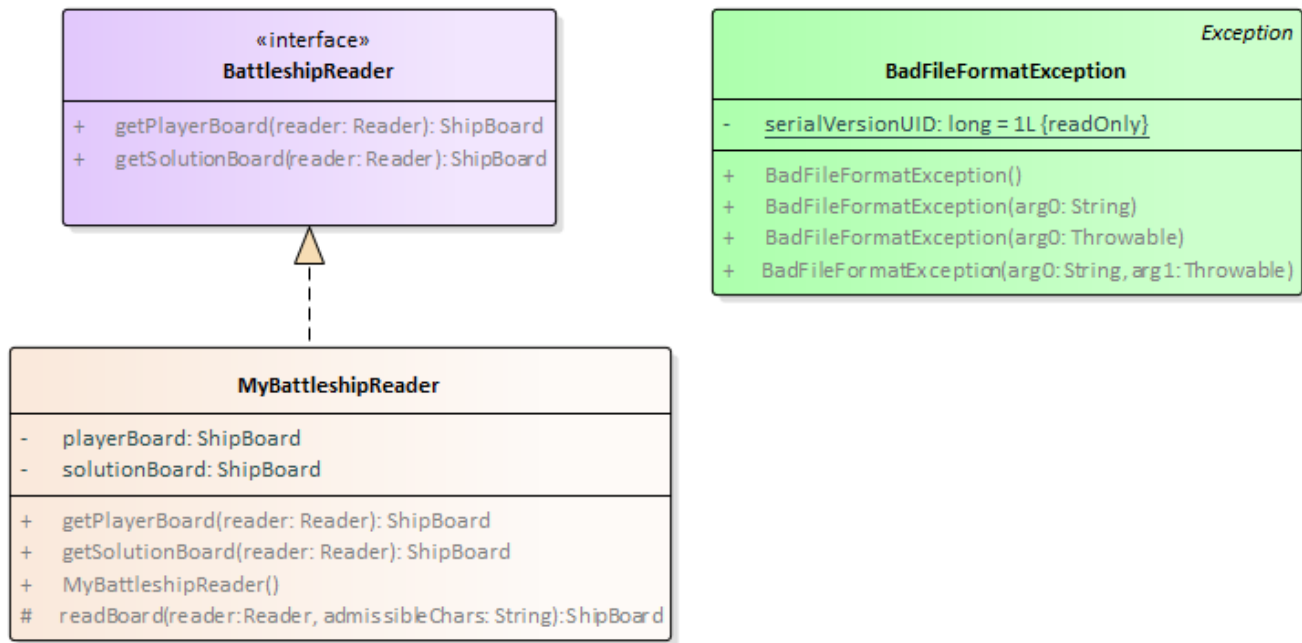 «interface»
BattleshipReader
+ getPlayerBoard(reader: Reader): ShipBoard
+ getSolutionBoard(reader: Reader): ShipBoard
Exception
BadFileFormatException
- serialVersionUID: long = 1L {readOnly}
+ BadFileFormatException()
+ BadFileFormatException(arg0: String)
+ BadFileFormatException(arg0: Throwable)
+ BadFileFormatException(arg0: String, arg1: Throwable)
MyBattleshipReader
- playerBoard: ShipBoard
- solutionBoard: ShipBoard
+ getPlayerBoard(reader: Reader): ShipBoard
+ getSolutionBoard(reader: Reader): ShipBoard
+ MyBattleshipReader()
# readBoard(reader:Reader, admissibleChars: String):ShipBoard